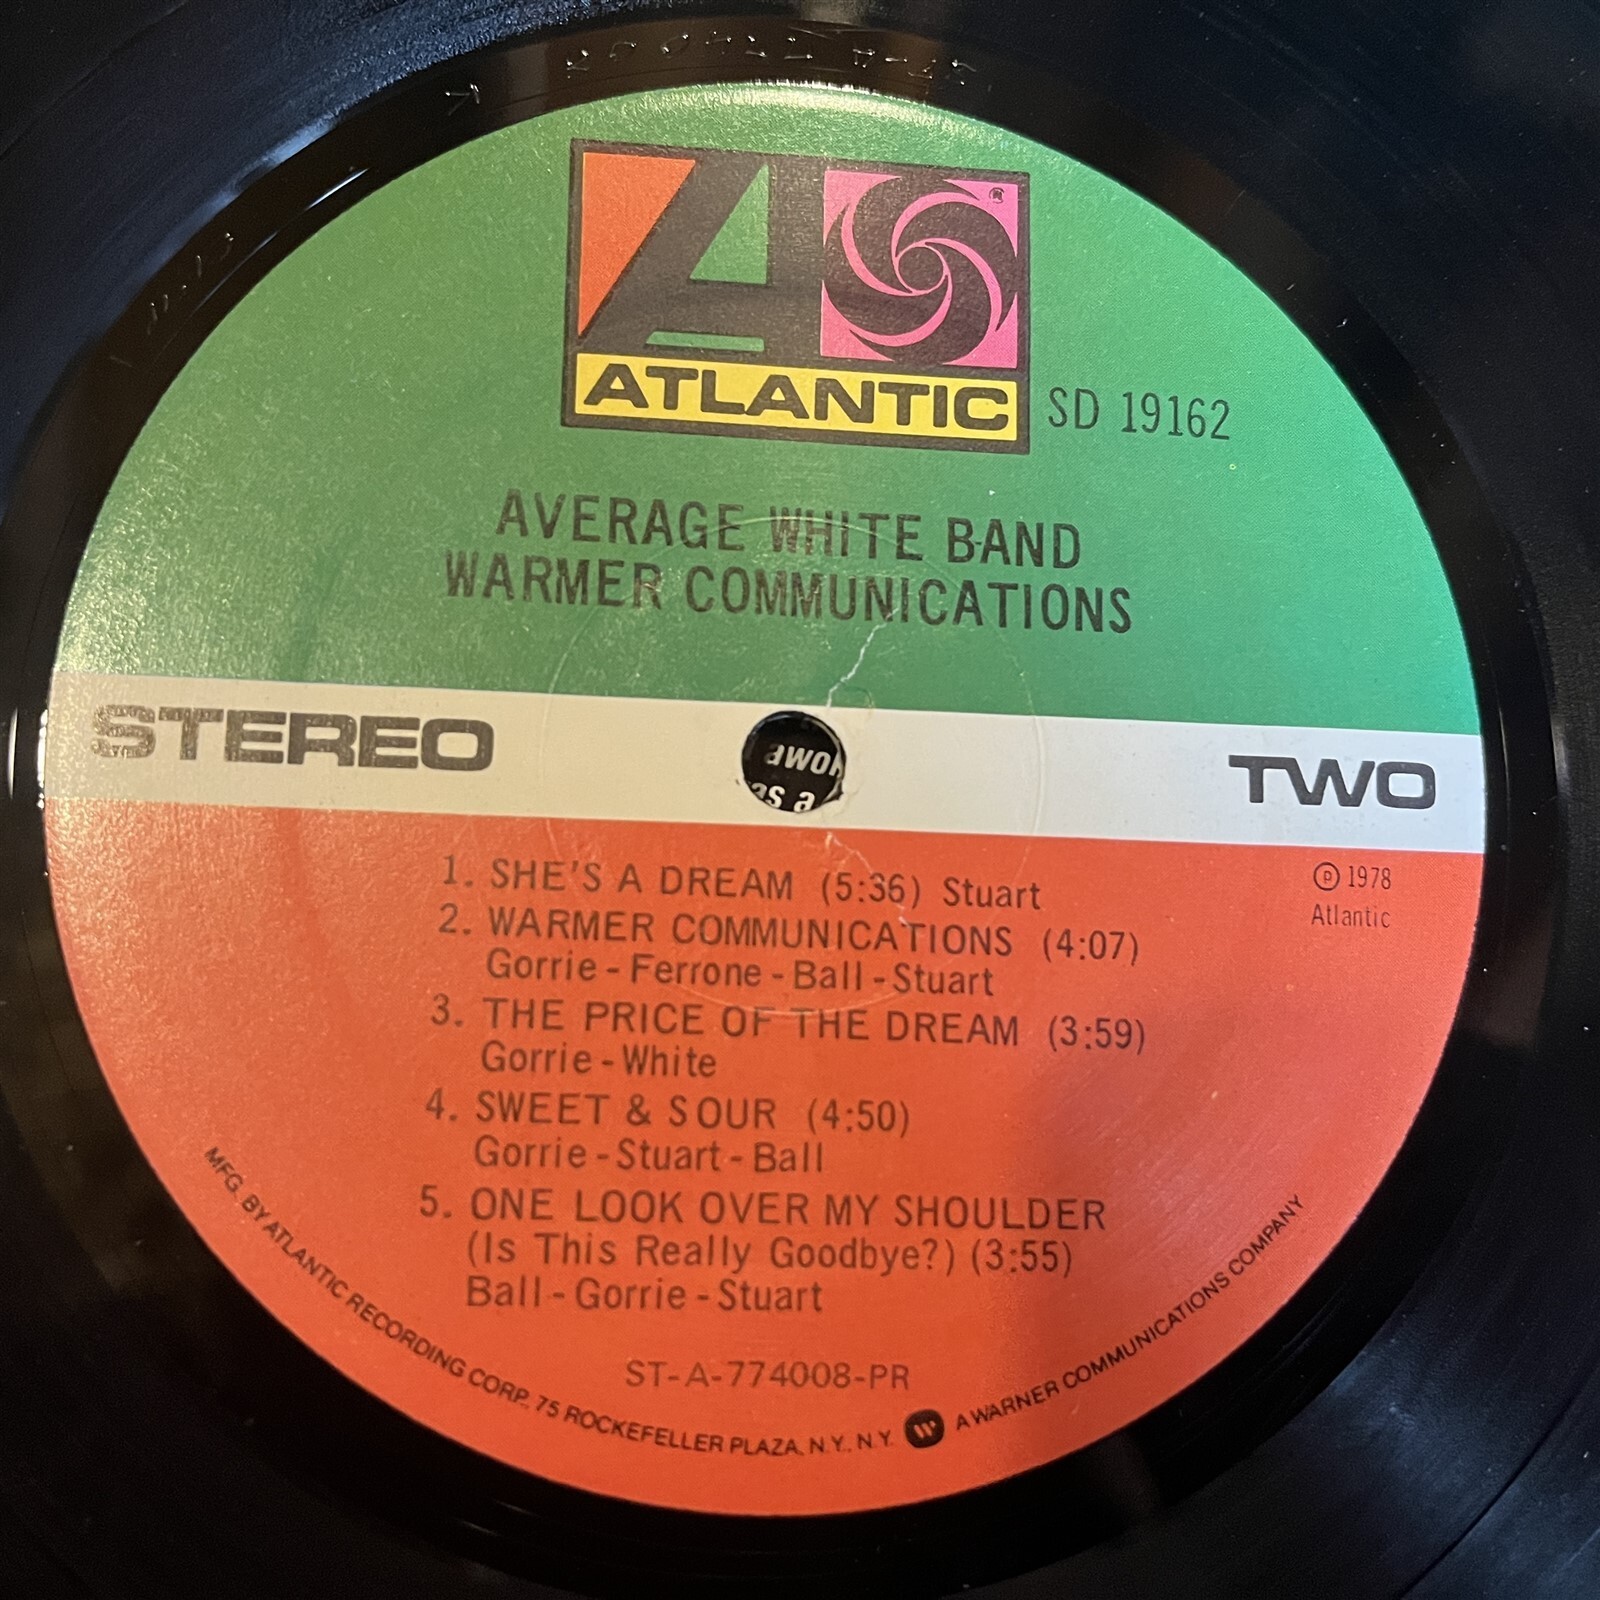 ®
ATLANTIC
SD 19162
AVERAGE WHITE BAND
WARMER COMMUNICATIONS
STEREO
TWO
as a
1. SHE'S A DREAM (5:36) Stuart
2. WARMER COMMUNICATIONS (4:07)
Gorrie - Ferrone - Ball - Stuart
3. THE PRICE OF THE DREAM (3:59)
Gorrie - White
4. SWEET & SOUR (4:50)
Gorrie - Stuart - Ball
5. ONE LOOK OVER MY SHOULDER
(Is This Really Goodbye?) (3:55)
Ball - Gorrie - Stuart
℗ 1978
Atlantic
ST-A-774008-PR
MFG. BY ATLANTIC RECORDING CORP. 75 ROCKEFELLER PLAZA, N.Y., N.Y. W A WARNER COMMUNICATIONS COMPANY